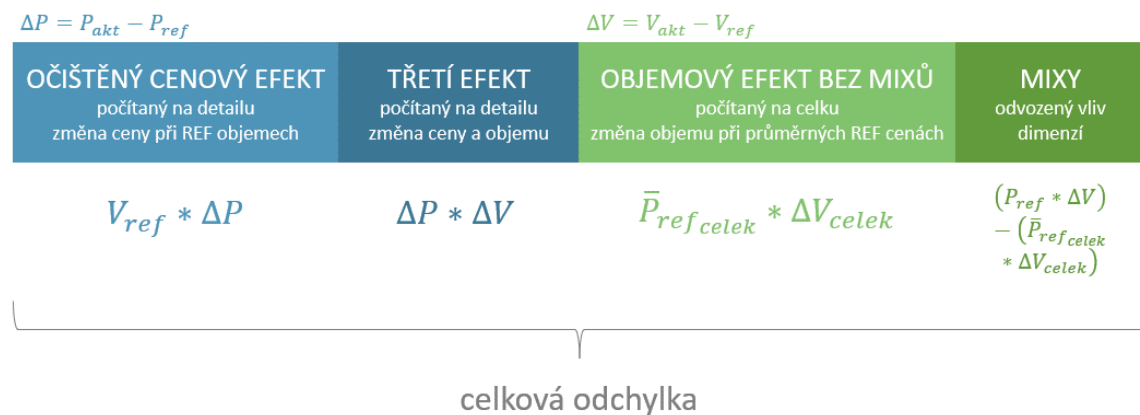 ΔP = P_akt − P_ref
ΔV = V_akt − V_ref
OČIŠTĚNÝ CENOVÝ EFEKT
počítaný na detailu
změna ceny při REF objemech
TŘETÍ EFEKT
počítaný na detailu
změna ceny a objemu
OBJEMOVÝ EFEKT BEZ MIXŮ
počítaný na celku
změna objemu při průměrných REF cenách
MIXY
odvozený vliv
dimenzí
V_ref * ΔP
ΔP * ΔV
P̄_ref_celek * ΔV_celek
(P_ref * ΔV)
− (P̄_ref_celek
* ΔV_celek)
celková odchylka